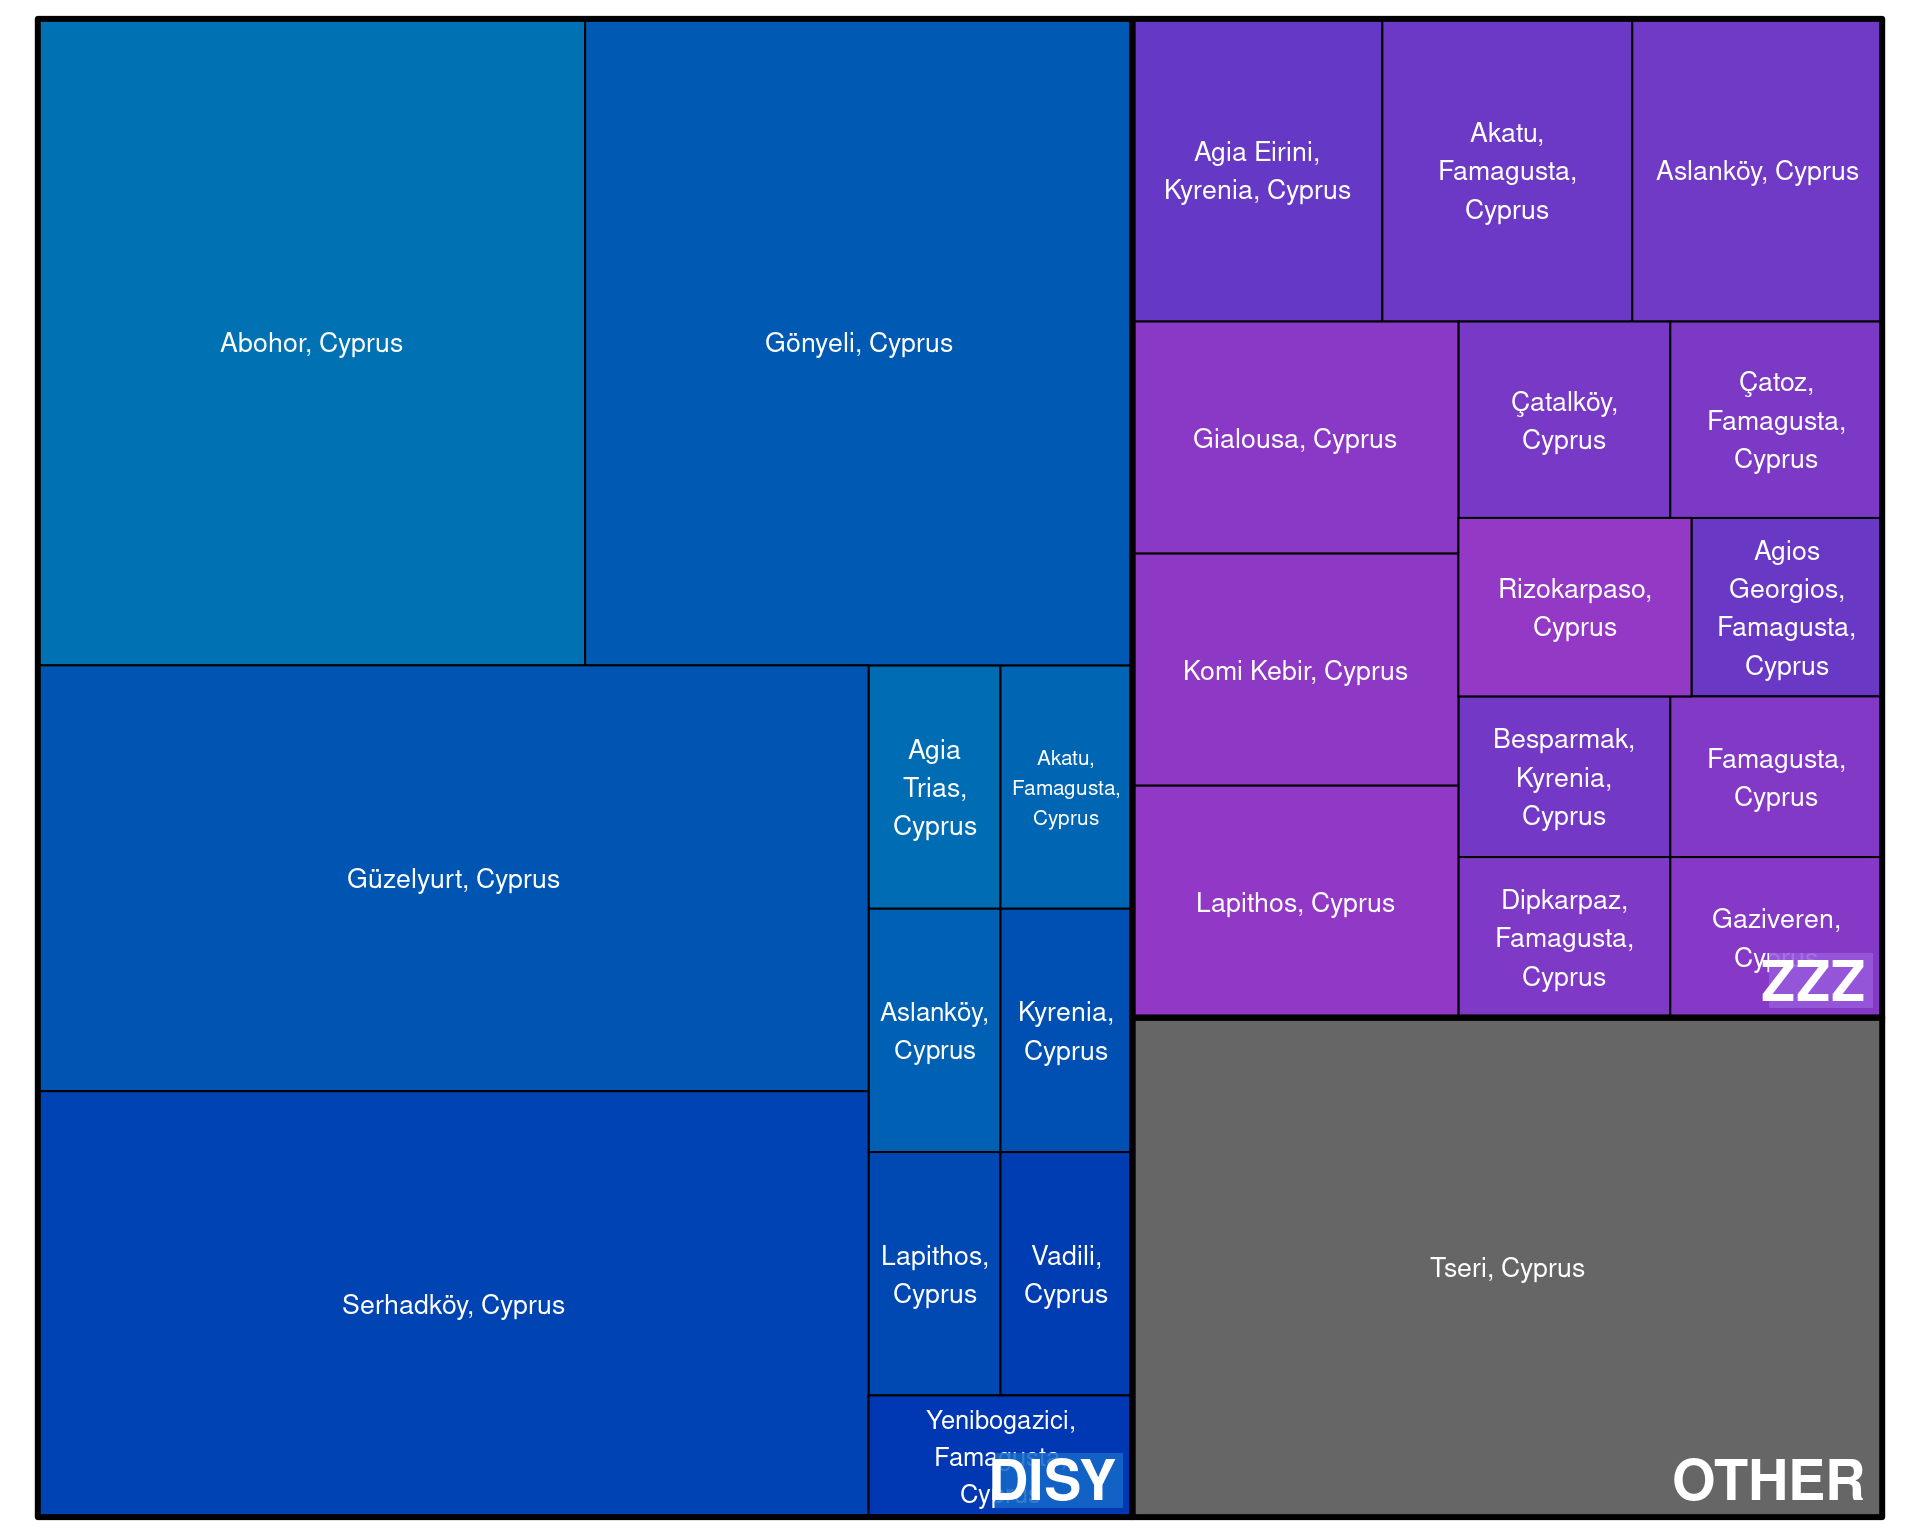 Abohor, Cyprus
Gönyeli, Cyprus
Güzelyurt, Cyprus
Serhadköy, Cyprus
Agia
Trias,
Cyprus
Akatu,
Famagusta,
Cyprus
Aslanköy,
Cyprus
Kyrenia,
Cyprus
Lapithos,
Cyprus
Vadili,
Cyprus
Yenibogazici,
Famagusta,
Cyprus
DISY
Agia Eirini,
Kyrenia, Cyprus
Akatu,
Famagusta,
Cyprus
Aslanköy, Cyprus
Gialousa, Cyprus
Komi Kebir, Cyprus
Lapithos, Cyprus
Çatalköy,
Cyprus
Çatoz,
Famagusta,
Cyprus
Rizokarpaso,
Cyprus
Agios
Georgios,
Famagusta,
Cyprus
Besparmak,
Kyrenia,
Cyprus
Famagusta,
Cyprus
Dipkarpaz,
Famagusta,
Cyprus
Gaziveren,
Cyprus
ZZZ
Tseri, Cyprus
OTHER